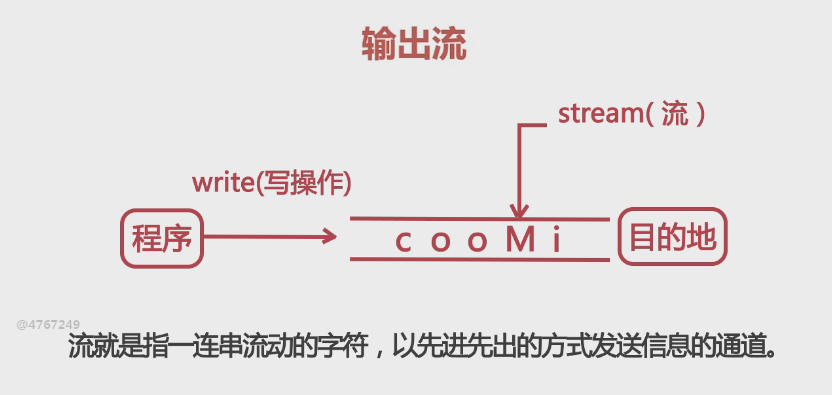 输出流
stream( 流 )
write(写操作)
程序
c o o M i
目的地
@4767249
流就是指一连串流动的字符，以先进先出的方式发送信息的通道。